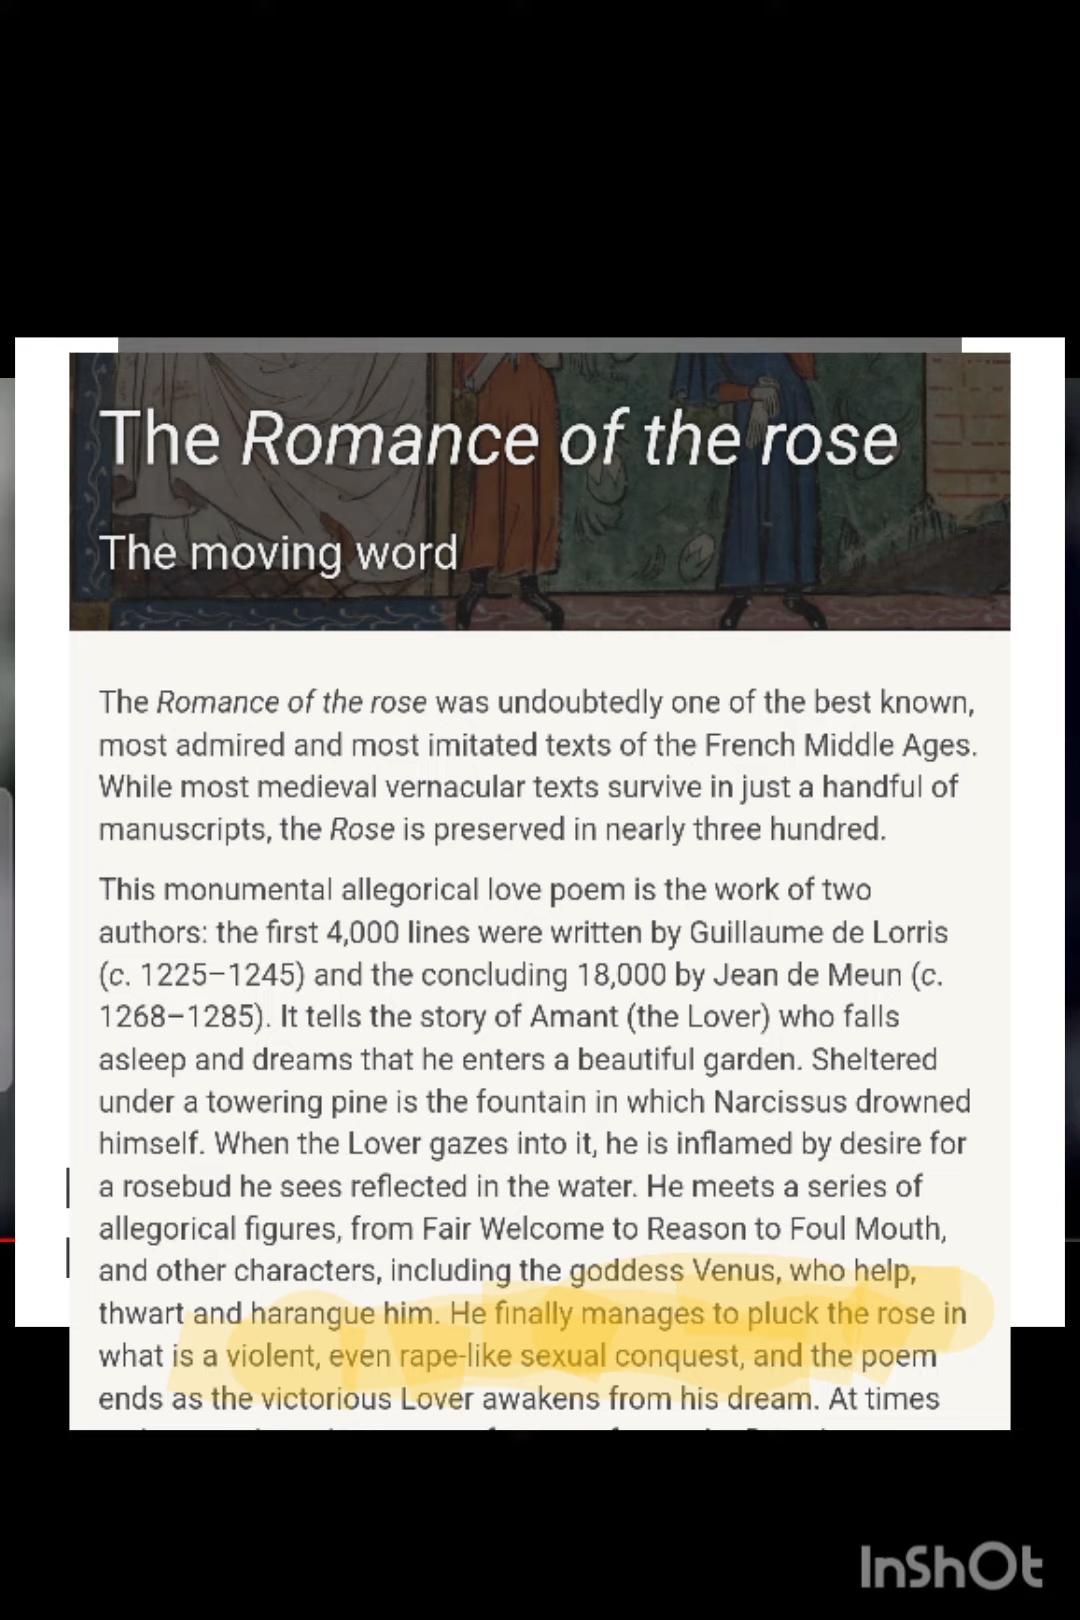 The Romance of the rose
The moving word
The Romance of the rose was undoubtedly one of the best known,
most admired and most imitated texts of the French Middle Ages.
While most medieval vernacular texts survive in just a handful of
manuscripts, the Rose is preserved in nearly three hundred.
This monumental allegorical love poem is the work of two
authors: the first 4,000 lines were written by Guillaume de Lorris
(c. 1225–1245) and the concluding 18,000 by Jean de Meun (c.
1268–1285). It tells the story of Amant (the Lover) who falls
asleep and dreams that he enters a beautiful garden. Sheltered
under a towering pine is the fountain in which Narcissus drowned
himself. When the Lover gazes into it, he is inflamed by desire for
a rosebud he sees reflected in the water. He meets a series of
allegorical figures, from Fair Welcome to Reason to Foul Mouth,
and other characters, including the goddess Venus, who help,
thwart and harangue him. He finally manages to pluck the rose in
what is a violent, even rape-like sexual conquest, and the poem
ends as the victorious Lover awakens from his dream. At times
InShOt